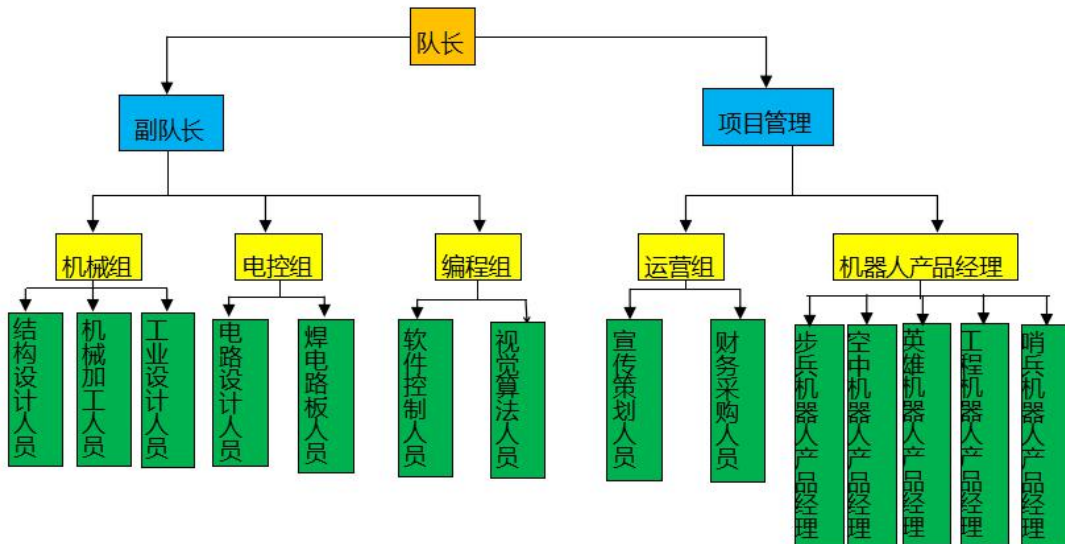 队长
副队长
项目管理
机械组
电控组
编程组
运营组
机器人产品经理
结构设计人员
机械加工人员
工业设计人员
电路设计人员
焊电路板人员
软件控制人员
视觉算法人员
宣传策划人员
财务采购人员
步兵机器人产品经理
空中机器人产品经理
英雄机器人产品经理
工程机器人产品经理
哨兵机器人产品经理